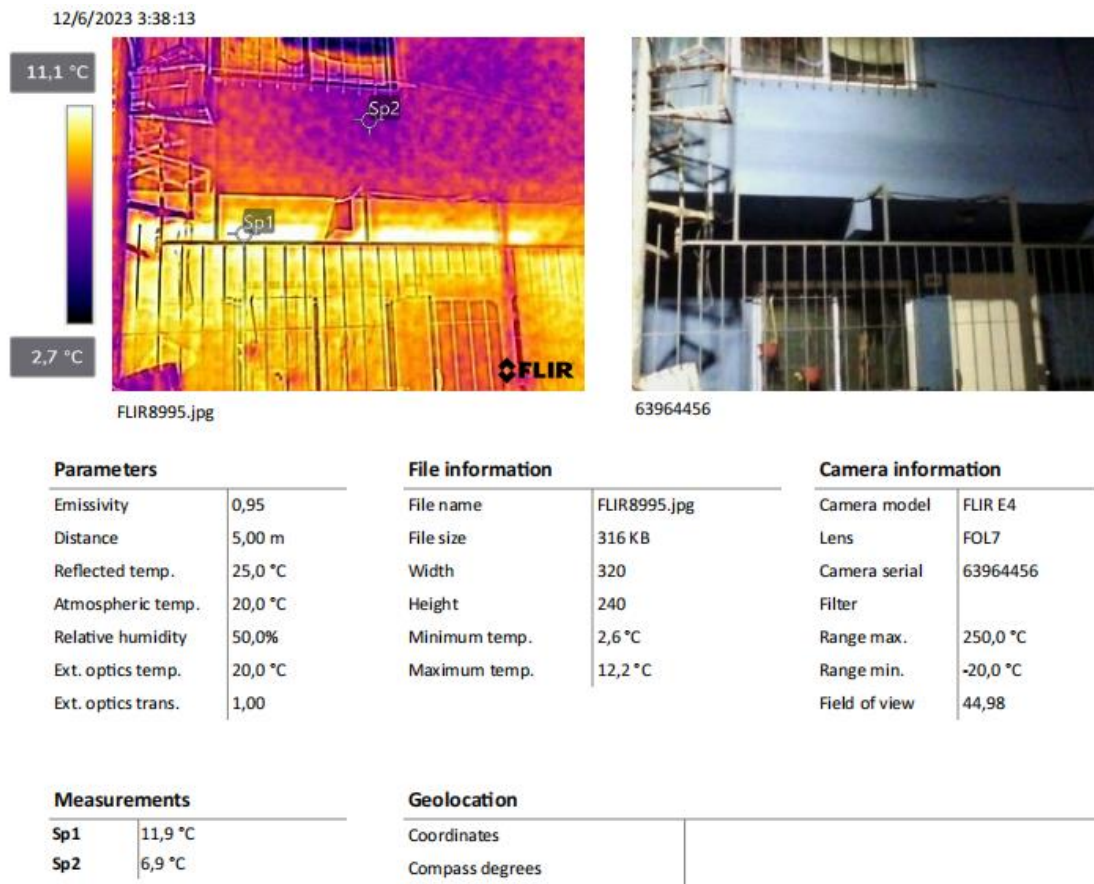 12/6/2023 3:38:13
11,1 °C
Sp2
Sp1
2,7 °C
FLIR
FLIR8995.jpg
63964456
Parameters
Emissivity 0,95
Distance 5,00 m
Reflected temp. 25,0 °C
Atmospheric temp. 20,0 °C
Relative humidity 50,0%
Ext. optics temp. 20,0 °C
Ext. optics trans. 1,00
File information
File name FLIR8995.jpg
File size 316 KB
Width 320
Height 240
Minimum temp. 2,6 °C
Maximum temp. 12,2 °C
Camera information
Camera model FLIR E4
Lens FOL7
Camera serial 63964456
Filter
Range max. 250,0 °C
Range min. -20,0 °C
Field of view 44,98
Measurements
Sp1 11,9 °C
Sp2 6,9 °C
Geolocation
Coordinates
Compass degrees